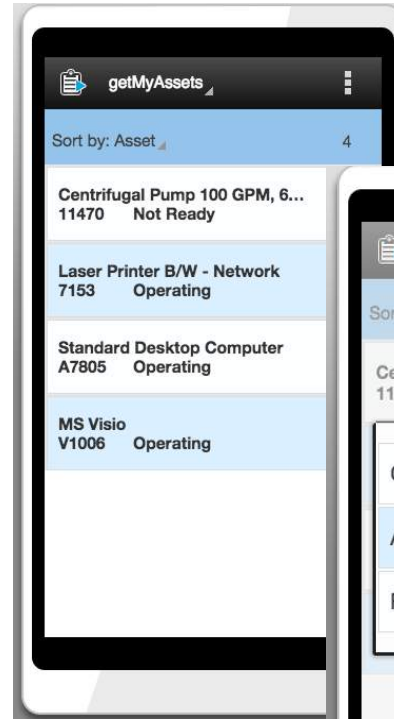 getMyAssets
Sort by: Asset 4
Centrifugal Pump 100 GPM, 6...
11470 Not Ready
Laser Printer B/W - Network
7153 Operating
Standard Desktop Computer
A7805 Operating
MS Visio
V1006 Operating